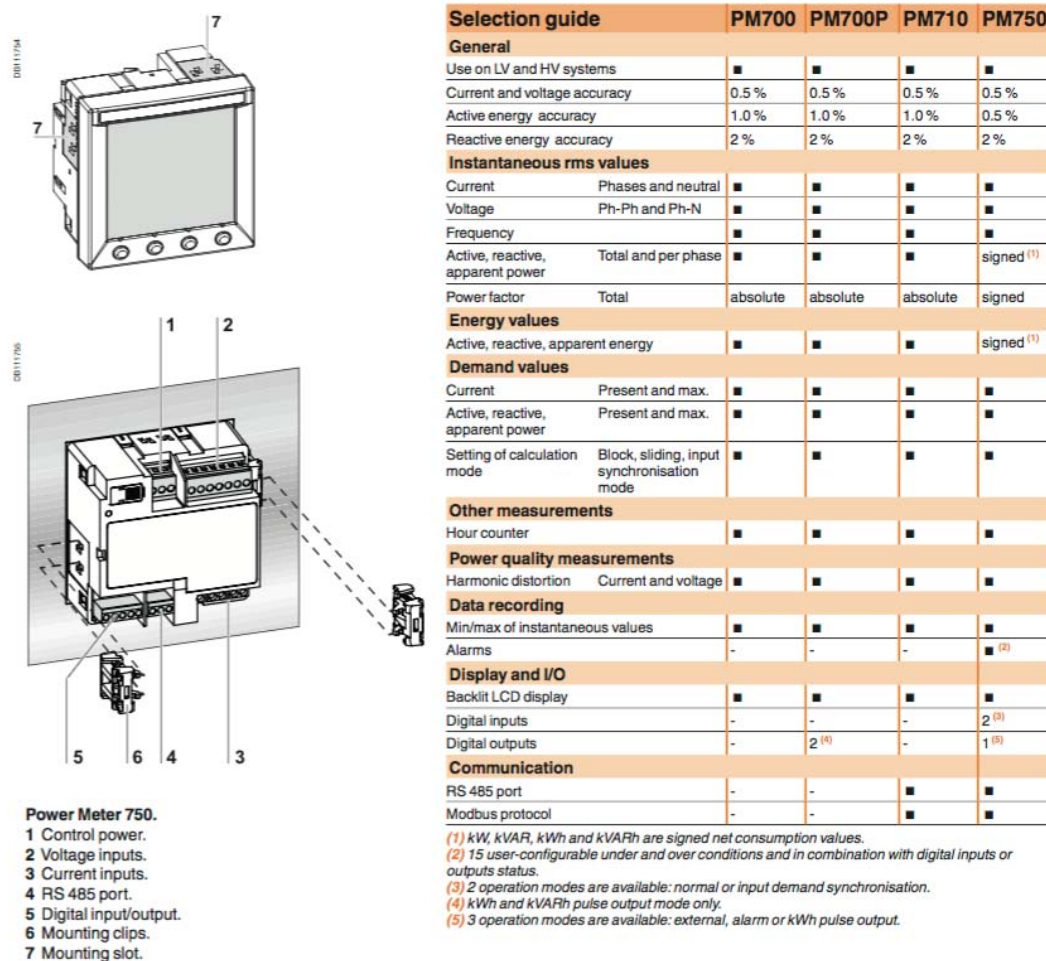 DB111754
7
7
DB111755
1
2
5
6
4
3
Power Meter 750.
1 Control power.
2 Voltage inputs.
3 Current inputs.
4 RS 485 port.
5 Digital input/output.
6 Mounting clips.
7 Mounting slot.
Selection guide PM700 PM700P PM710 PM750
General
Use on LV and HV systems ■ ■ ■ ■
Current and voltage accuracy 0.5 % 0.5 % 0.5 % 0.5 %
Active energy accuracy 1.0 % 1.0 % 1.0 % 0.5 %
Reactive energy accuracy 2 % 2 % 2 % 2 %
Instantaneous rms values
Current Phases and neutral ■ ■ ■ ■
Voltage Ph-Ph and Ph-N ■ ■ ■ ■
Frequency ■ ■ ■ ■
Active, reactive, Total and per phase ■ ■ ■ signed (1)
apparent power
Power factor Total absolute absolute absolute signed
Energy values
Active, reactive, apparent energy ■ ■ ■ signed (1)
Demand values
Current Present and max. ■ ■ ■ ■
Active, reactive, Present and max. ■ ■ ■ ■
apparent power
Setting of calculation Block, sliding, input ■ ■ ■ ■
mode synchronisation
mode
Other measurements
Hour counter ■ ■ ■ ■
Power quality measurements
Harmonic distortion Current and voltage ■ ■ ■ ■
Data recording
Min/max of instantaneous values ■ ■ ■ ■
Alarms - - - ■ (2)
Display and I/O
Backlit LCD display ■ ■ ■ ■
Digital inputs - - - 2 (3)
Digital outputs - 2 (4) - 1 (5)
Communication
RS 485 port - - ■ ■
Modbus protocol - - ■ ■
(1) kW, kVAR, kWh and kVARh are signed net consumption values.
(2) 15 user-configurable under and over conditions and in combination with digital inputs or
outputs status.
(3) 2 operation modes are available: normal or input demand synchronisation.
(4) kWh and kVARh pulse output mode only.
(5) 3 operation modes are available: external, alarm or kWh pulse output.